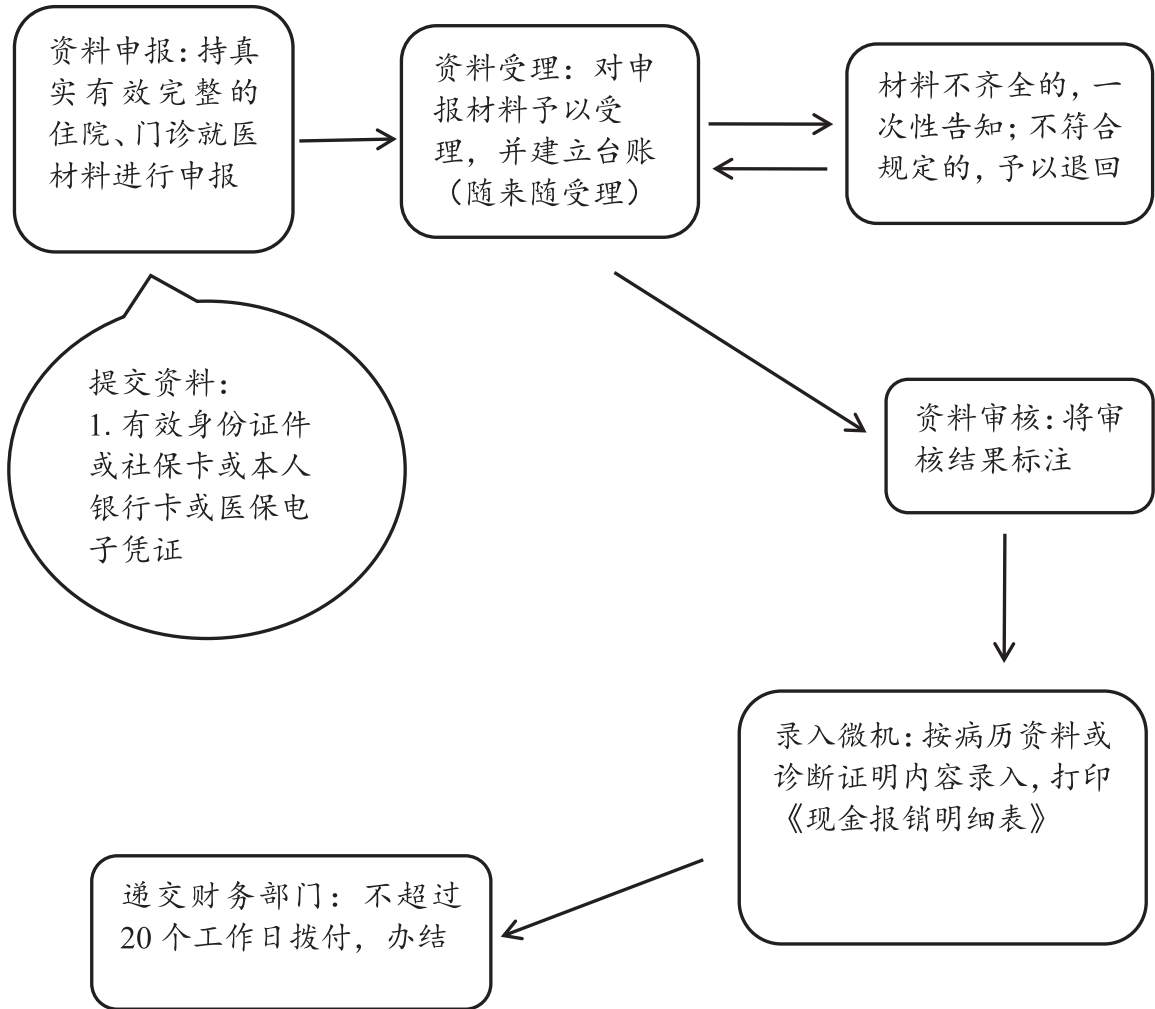 资料申报：持真
实有效完整的
住院、门诊就医
材料进行申报
资料受理：对申
报材料予以受
理，并建立台账
（随来随受理）
材料不齐全的，一
次性告知；不符合
规定的，予以退回
提交资料：
1. 有效身份证件
或社保卡或本人
银行卡或医保电
子凭证
资料审核：将审
核结果标注
录入微机：按病历资料或
诊断证明内容录入，打印
《现金报销明细表》
递交财务部门：不超过
20 个工作日拨付，办结